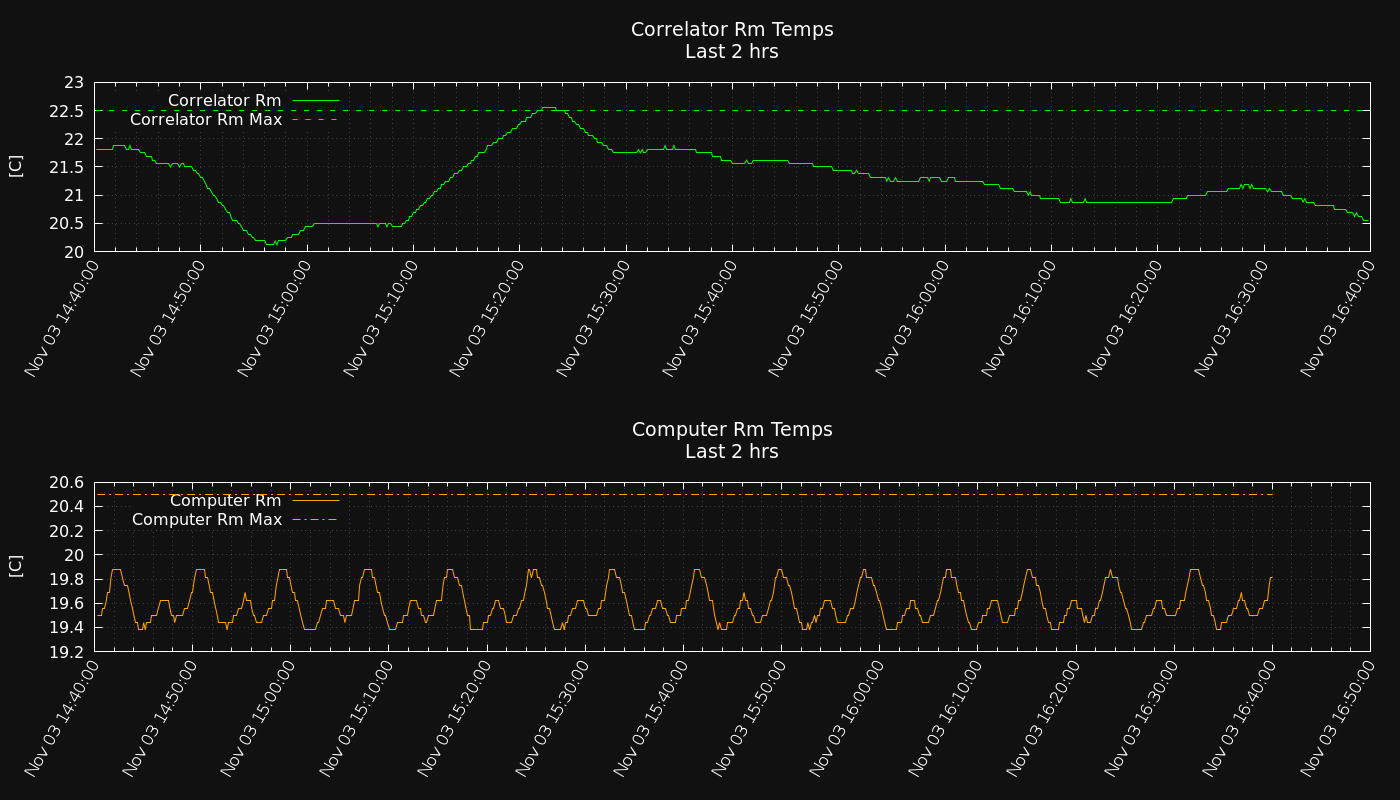 Correlator Rm Temps
Last 2 hrs
23
22.5
22
21.5
21
20.5
20
[C]
Correlator Rm
Correlator Rm Max
Nov 03 14:40:00
Nov 03 14:50:00
Nov 03 15:00:00
Nov 03 15:10:00
Nov 03 15:20:00
Nov 03 15:30:00
Nov 03 15:40:00
Nov 03 15:50:00
Nov 03 16:00:00
Nov 03 16:10:00
Nov 03 16:20:00
Nov 03 16:30:00
Nov 03 16:40:00
Computer Rm Temps
Last 2 hrs
20.6
20.4
20.2
20
19.8
19.6
19.4
19.2
[C]
Computer Rm
Computer Rm Max
Nov 03 14:40:00
Nov 03 14:50:00
Nov 03 15:00:00
Nov 03 15:10:00
Nov 03 15:20:00
Nov 03 15:30:00
Nov 03 15:40:00
Nov 03 15:50:00
Nov 03 16:00:00
Nov 03 16:10:00
Nov 03 16:20:00
Nov 03 16:30:00
Nov 03 16:40:00
Nov 03 16:50:00